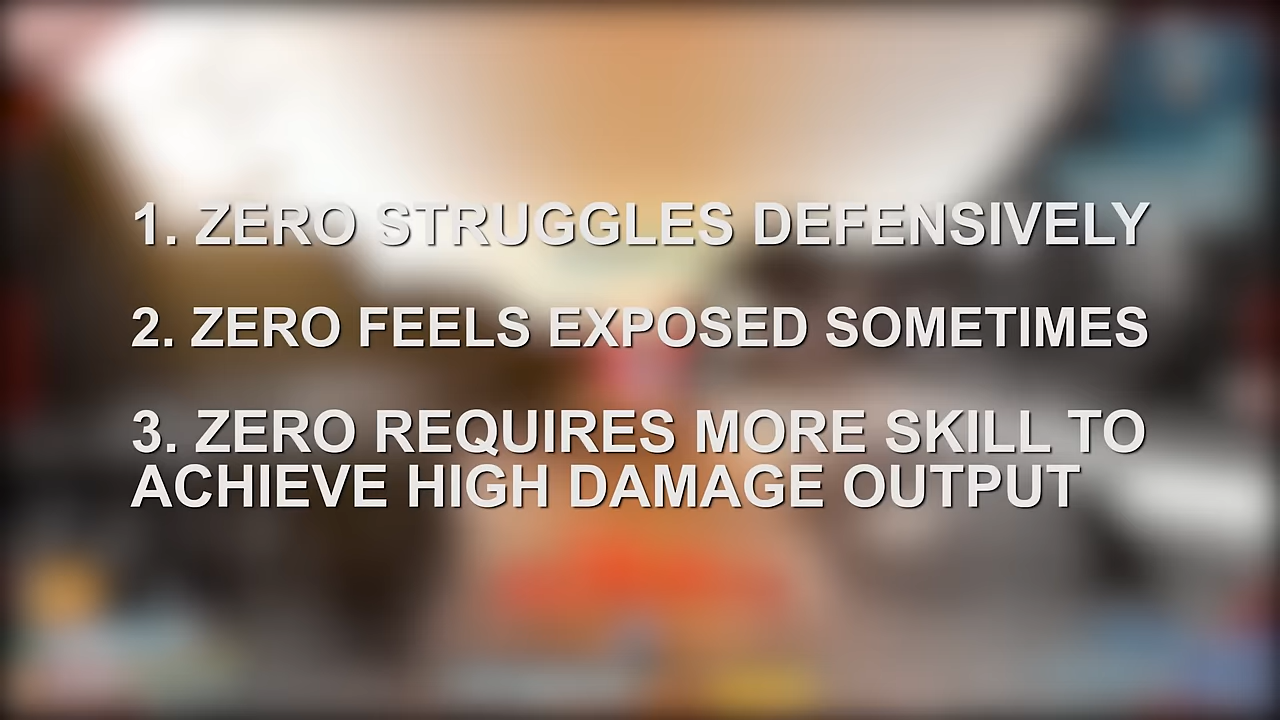 1. ZERO STRUGGLES DEFENSIVELY
2. ZERO FEELS EXPOSED SOMETIMES
3. ZERO REQUIRES MORE SKILL TO
ACHIEVE HIGH DAMAGE OUTPUT